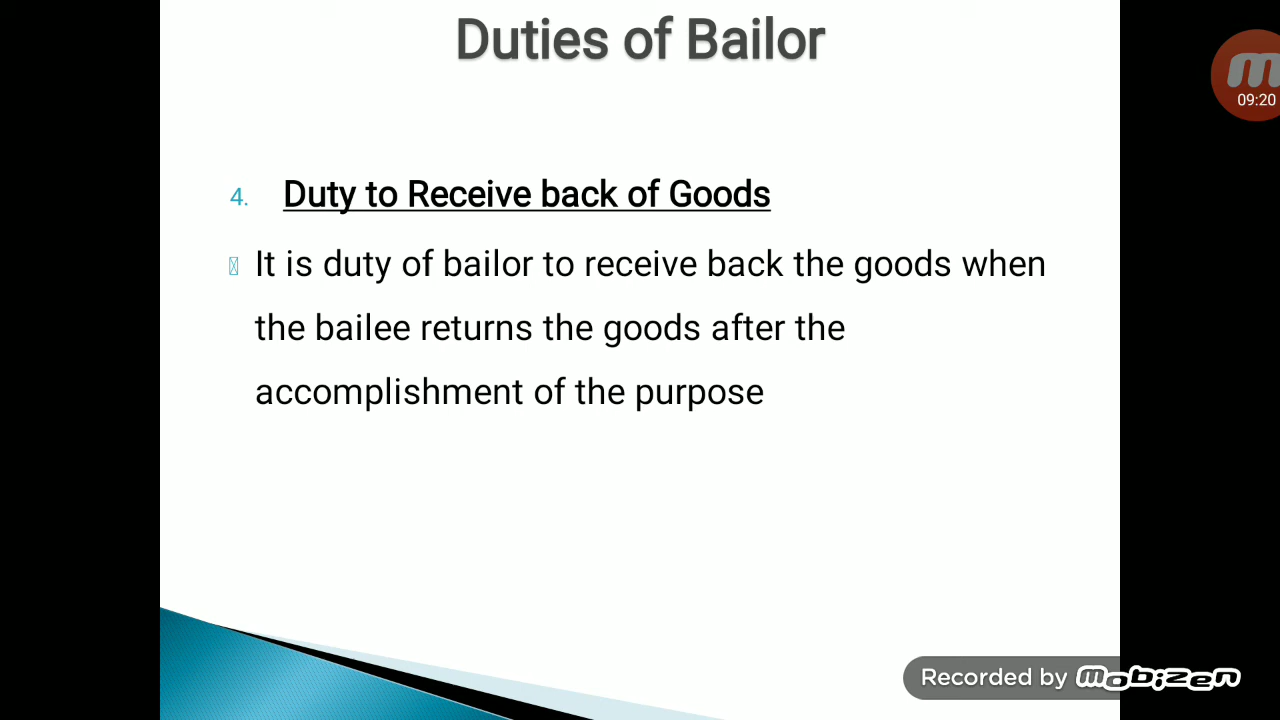 Duties of Bailor
09:20
4. Duty to Receive back of Goods
It is duty of bailor to receive back the goods when
the bailee returns the goods after the
accomplishment of the purpose
Recorded by mobizen